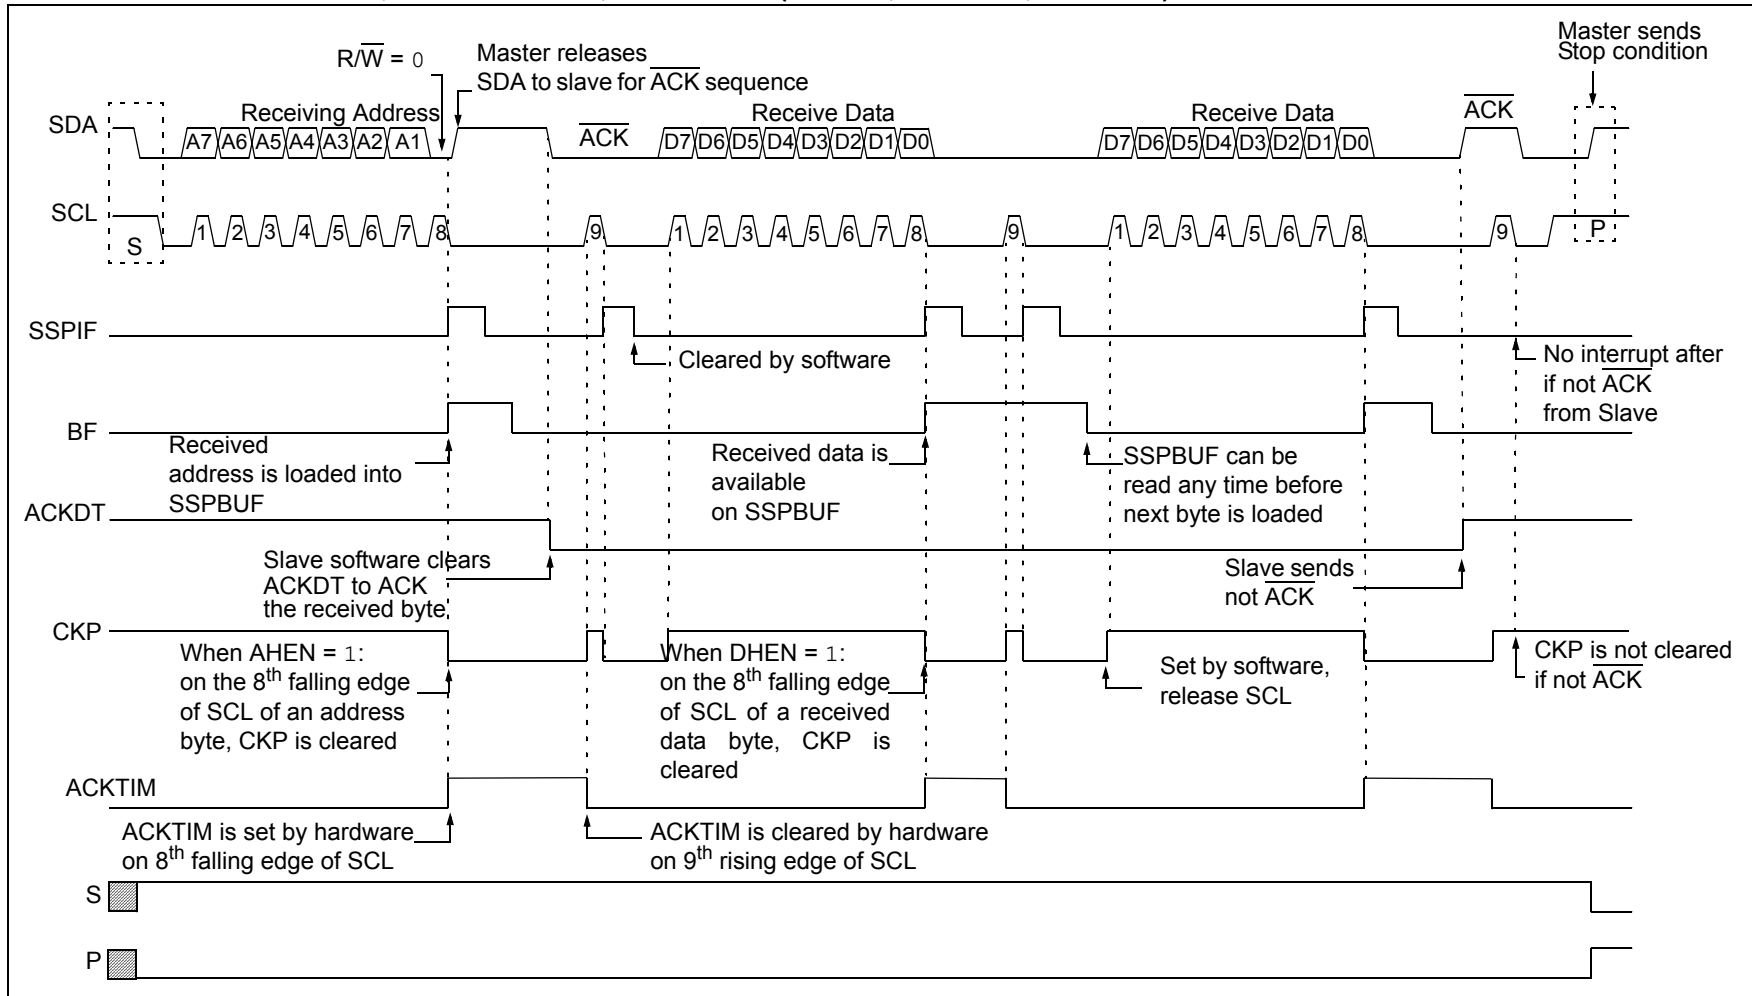 Master sends
Stop condition
R/W̅ = 0
Master releases
SDA to slave for A̅C̅K̅ sequence
Receiving Address
Receive Data
Receive Data
SDA
A7 A6 A5 A4 A3 A2 A1
A̅C̅K̅
D7 D6 D5 D4 D3 D2 D1 D0
D7 D6 D5 D4 D3 D2 D1 D0
A̅C̅K̅
SCL
S
1 2 3 4 5 6 7 8
9
1 2 3 4 5 6 7 8
9
1 2 3 4 5 6 7 8
9
P
SSPIF
Cleared by software
No interrupt after
if not A̅C̅K̅
from Slave
BF
Received
address is loaded into
SSPBUF
Received data is
available
on SSPBUF
SSPBUF can be
read any time before
next byte is loaded
ACKDT
Slave software clears
ACKDT to ACK
the received byte
Slave sends
not A̅C̅K̅
CKP
When AHEN = 1:
on the 8th falling edge
of SCL of an address
byte, CKP is cleared
When DHEN = 1:
on the 8th falling edge
of SCL of a received
data byte, CKP is
cleared
Set by software,
release SCL
CKP is not cleared
if not A̅C̅K̅
ACKTIM
ACKTIM is set by hardware
on 8th falling edge of SCL
ACKTIM is cleared by hardware
on 9th rising edge of SCL
S
P